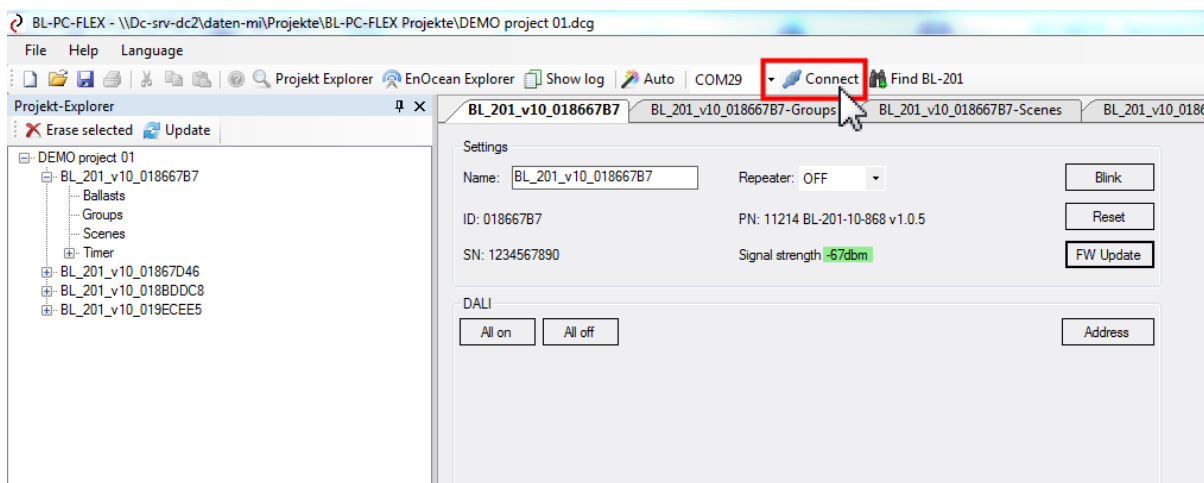 BL-PC-FLEX - \\Dc-srv-dc2\daten-mi\Projekte\BL-PC-FLEX Projekte\DEMO project 01.dcg
File Help Language
Projekt Explorer EnOcean Explorer Show log Auto COM29 Connect Find BL-201
Projekt-Explorer
Erase selected Update
DEMO project 01
BL_201_v10_018667B7
Ballasts
Groups
Scenes
Timer
BL_201_v10_01867D46
BL_201_v10_018BDDC8
BL_201_v10_019ECEE5
BL_201_v10_018667B7 BL_201_v10_018667B7-Groups BL_201_v10_018667B7-Scenes BL_201_v10_0186
Settings
Name: BL_201_v10_018667B7 Repeater: OFF Blink
ID: 018667B7 PN: 11214 BL-201-10-868 v1.0.5 Reset
SN: 1234567890 Signal strength -67dbm FW Update
DALI
All on All off Address